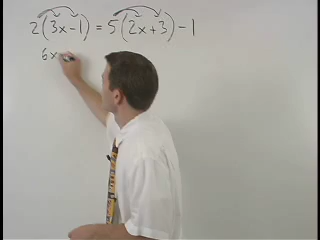 2(3x-1) = 5(2x+3)-1
6x